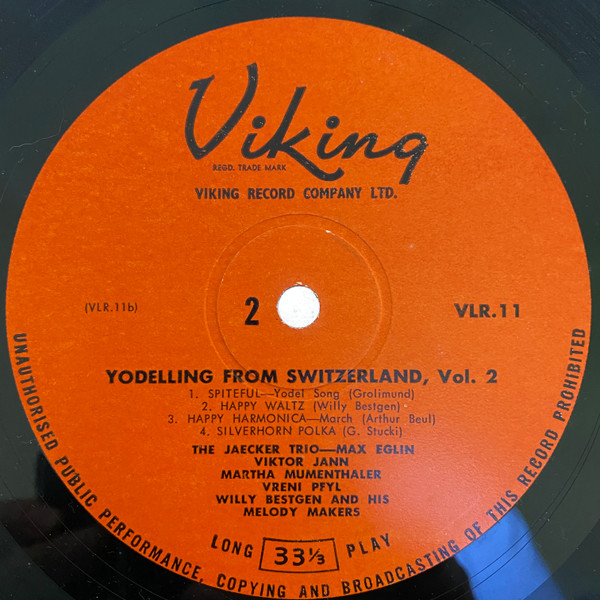 Viking
REGD. TRADE MARK
VIKING RECORD COMPANY LTD.
(VLR.11b)
2
VLR.11
YODELLING FROM SWITZERLAND, Vol. 2
1. SPITEFUL—Yodel Song (Grolimund)
2. HAPPY WALTZ (Willy Bestgen)
3. HAPPY HARMONICA—March (Arthur Beul)
4. SILVERHORN POLKA (G. Stucki)
THE JAECKER TRIO—MAX EGLIN
VIKTOR JANN
MARTHA MUMENTHALER
VRENI PFYL
WILLY BESTGEN AND HIS
MELODY MAKERS
LONG 33⅓ PLAY
UNAUTHORISED PUBLIC PERFORMANCE, COPYING AND BROADCASTING OF THIS RECORD PROHIBITED